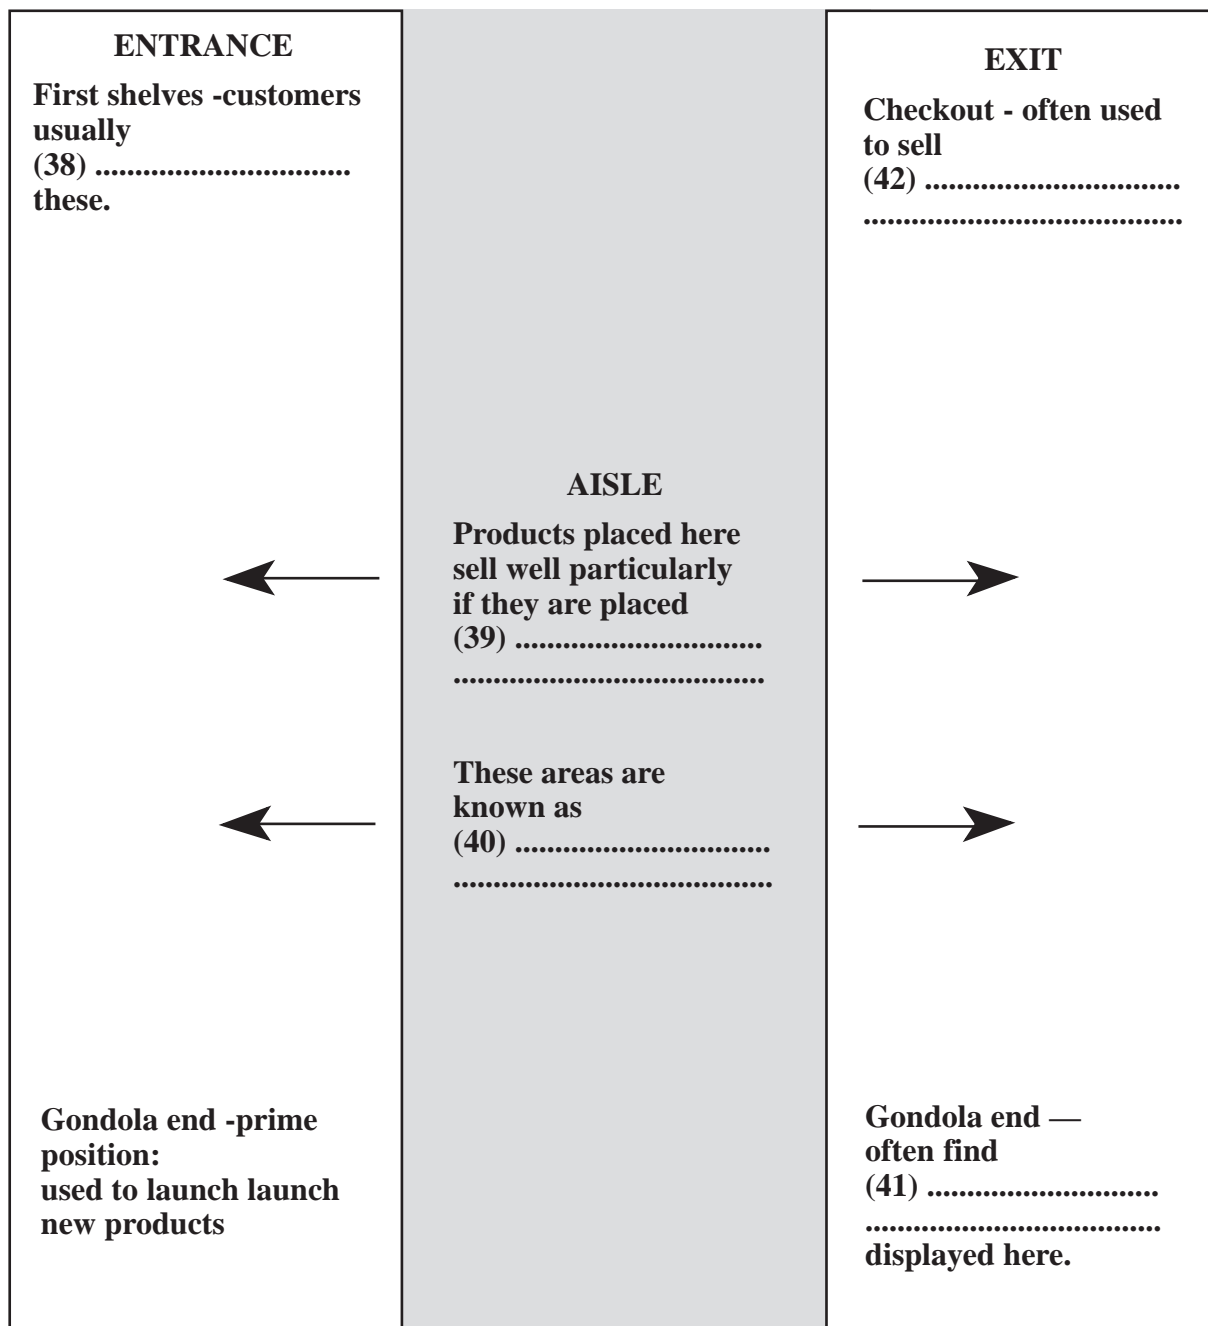 ENTRANCE
First shelves -customers
usually
(38) ................................
these.
Gondola end -prime
position:
used to launch launch
new products
AISLE
Products placed here
sell well particularly
if they are placed
(39) ...............................
.......................................
These areas are
known as
(40) ................................
........................................
EXIT
Checkout - often used
to sell
(42) ................................
........................................
Gondola end —
often find
(41) .............................
.....................................
displayed here.